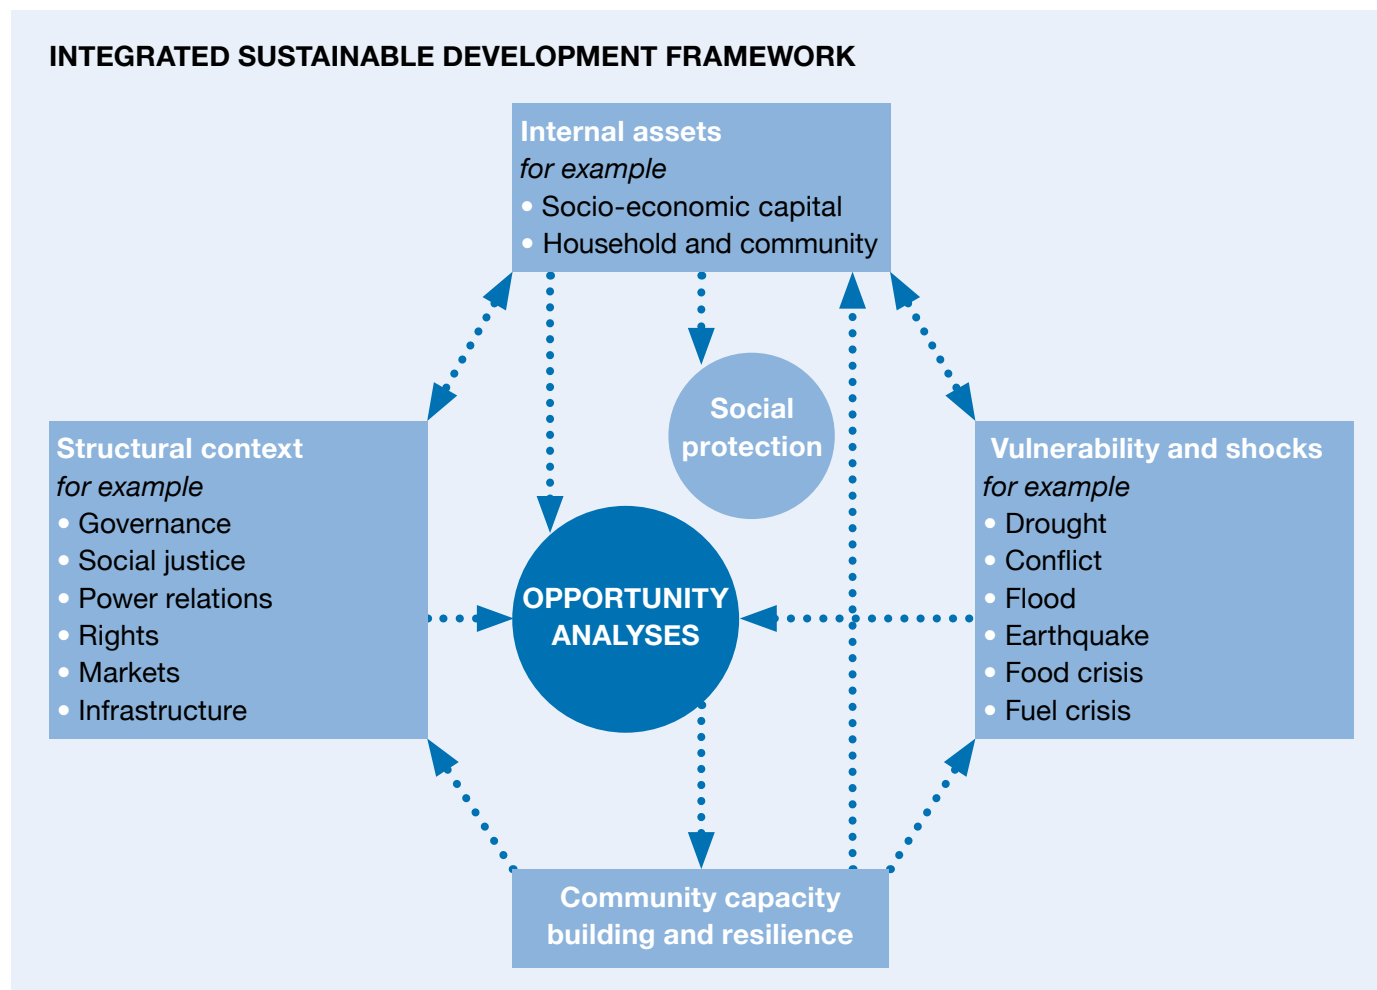 INTEGRATED SUSTAINABLE DEVELOPMENT FRAMEWORK
Internal assets
for example
• Socio-economic capital
• Household and community
Social
protection
Structural context
for example
• Governance
• Social justice
• Power relations
• Rights
• Markets
• Infrastructure
OPPORTUNITY
ANALYSES
Vulnerability and shocks
for example
• Drought
• Conflict
• Flood
• Earthquake
• Food crisis
• Fuel crisis
Community capacity
building and resilience